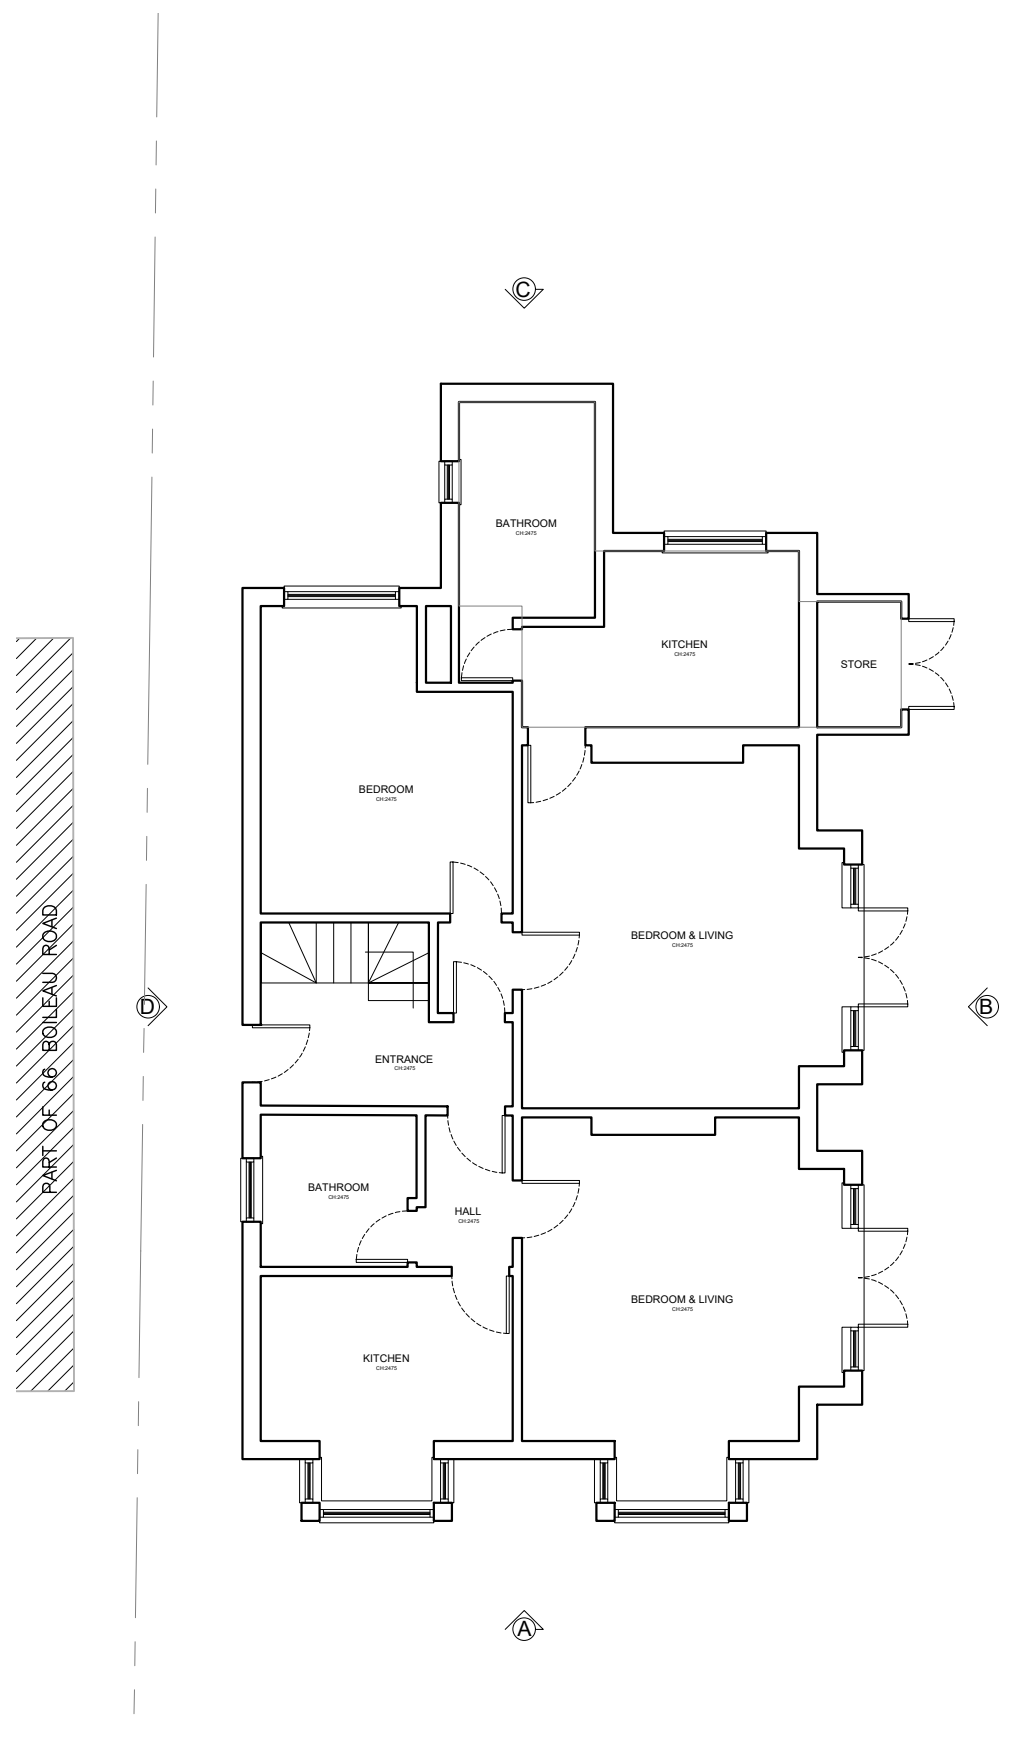 C
BATHROOM
CH:2475
KITCHEN
CH:2475
STORE
BEDROOM
CH:2475
BEDROOM & LIVING
CH:2475
PART OF 66 BOILEAU ROAD
D
B
ENTRANCE
CH:2475
BATHROOM
CH:2475
HALL
CH:2475
BEDROOM & LIVING
CH:2475
KITCHEN
CH:2475
A